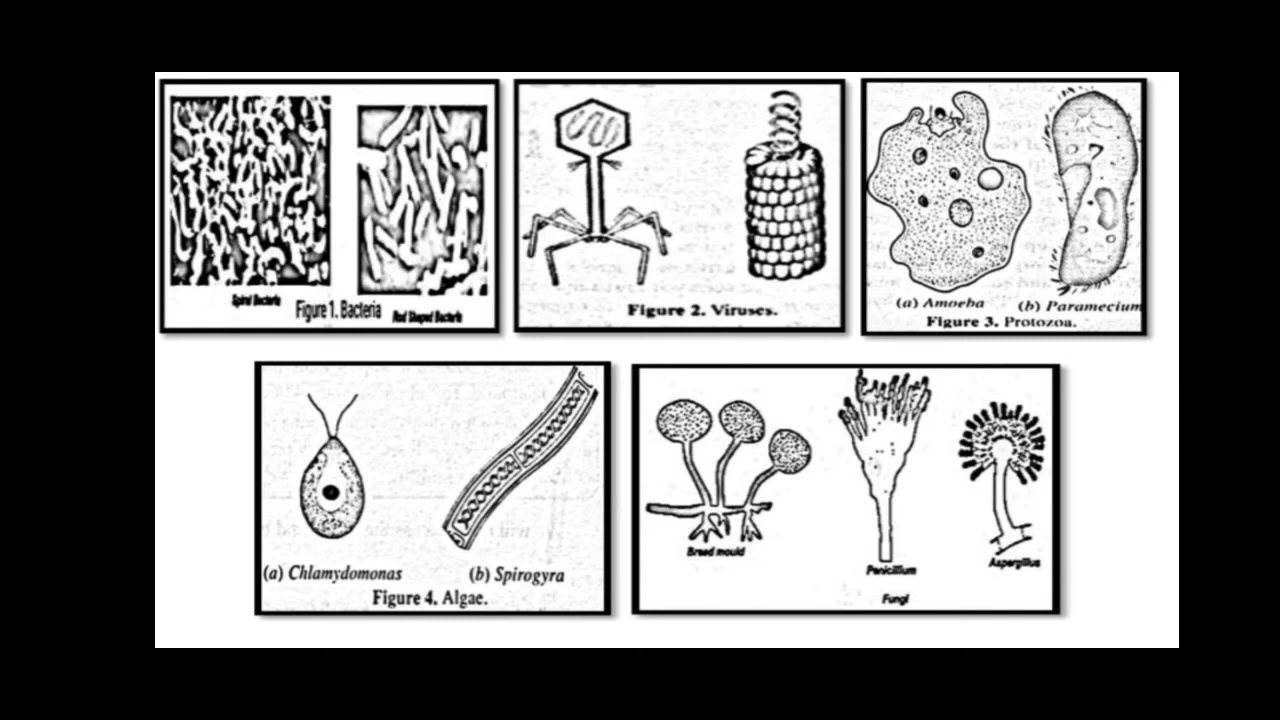 Spiral Bacteria
Rod Shaped Bacteria
Figure 1. Bacteria
Figure 2. Viruses.
(a) Amoeba (b) Paramecium
Figure 3. Protozoa.
(a) Chlamydomonas (b) Spirogyra
Figure 4. Algae.
Bread mould
Penicillium
Aspergillus
Fungi